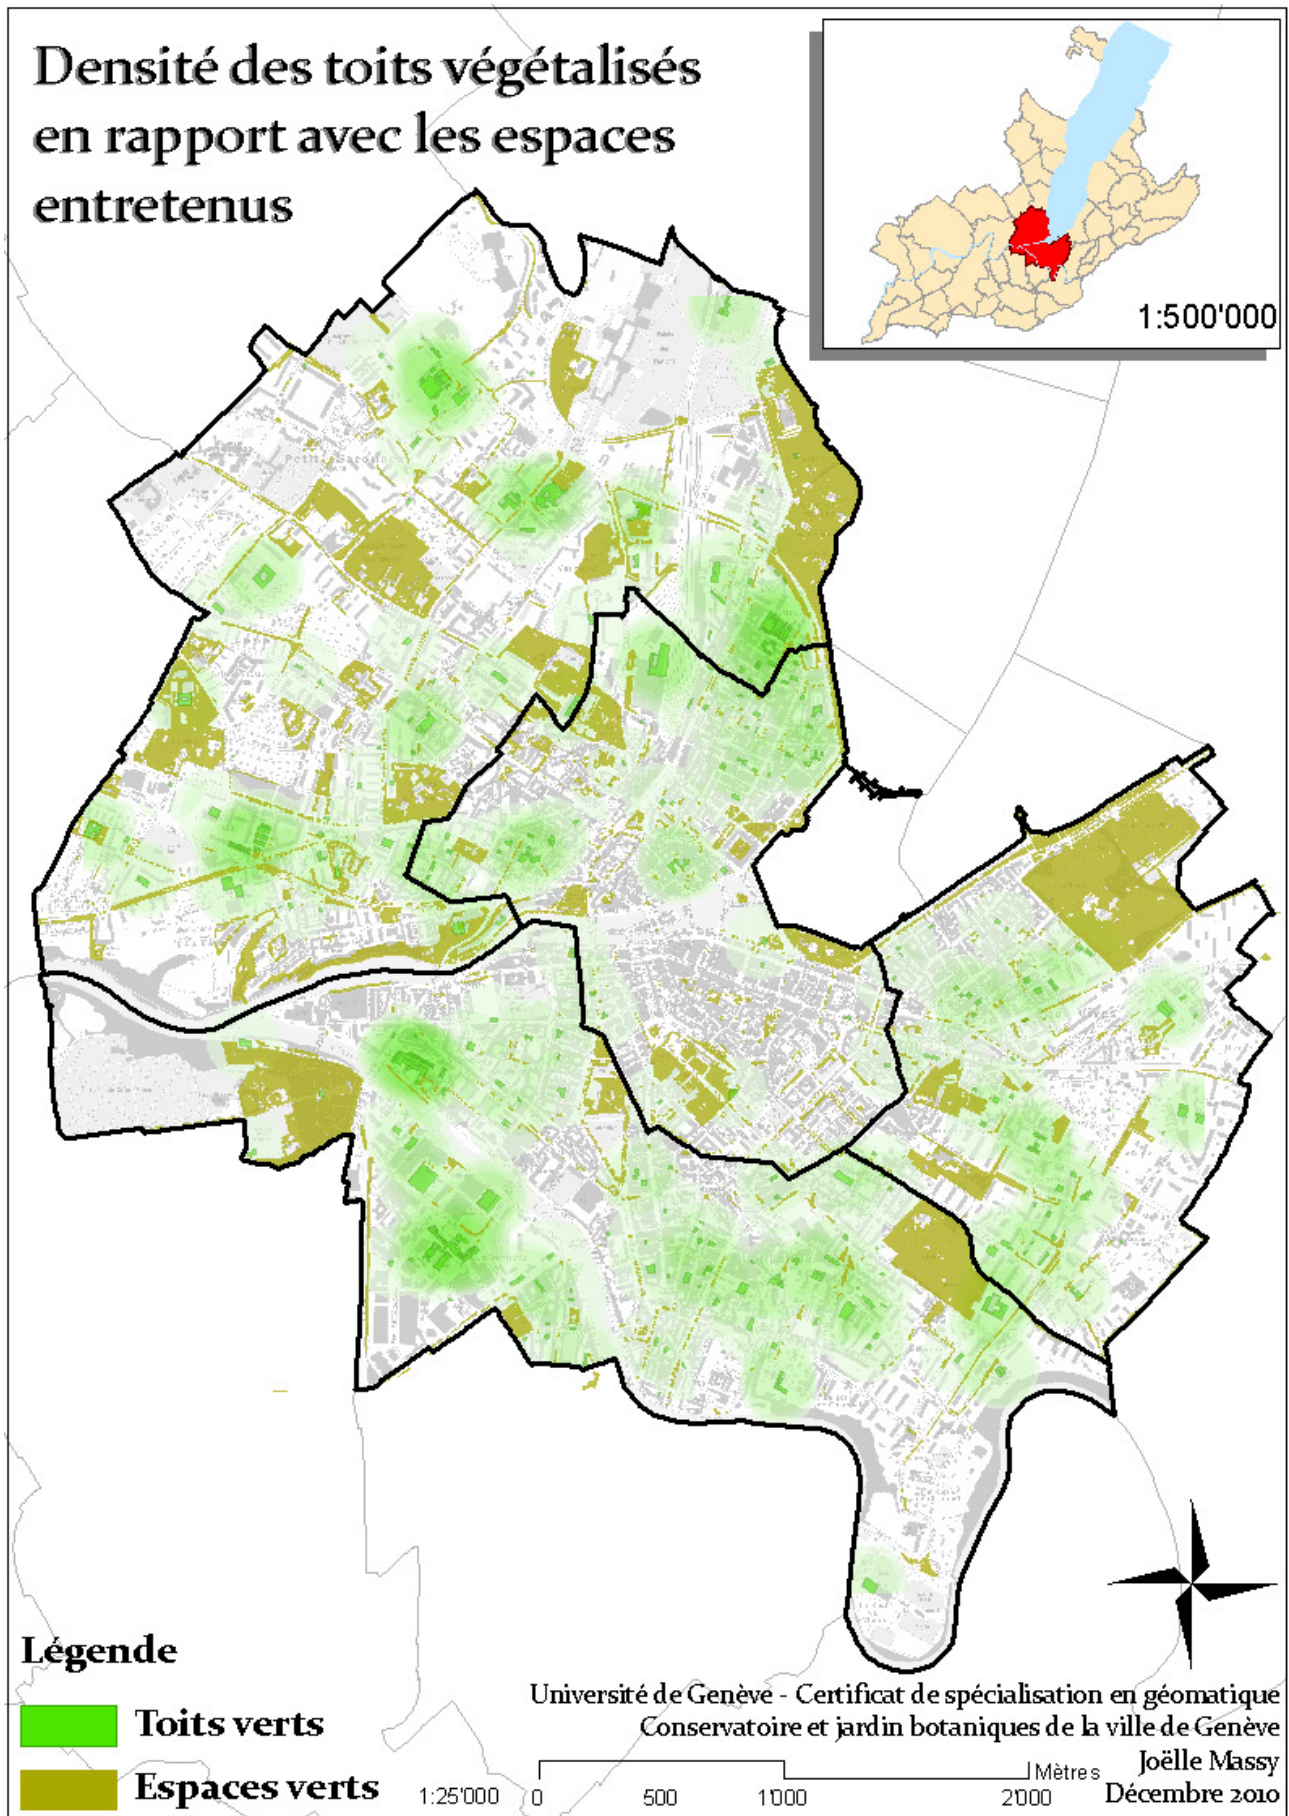 Densité des toits végétalisés
en rapport avec les espaces
entretenus
1:500'000
Légende
Toits verts
Espaces verts
Université de Genève - Certificat de spécialisation en géomatique
Conservatoire et jardin botaniques de la ville de Genève
Joëlle Massy
Décembre 2010
1:25'000
0 500 1'000 2'000
Mètres